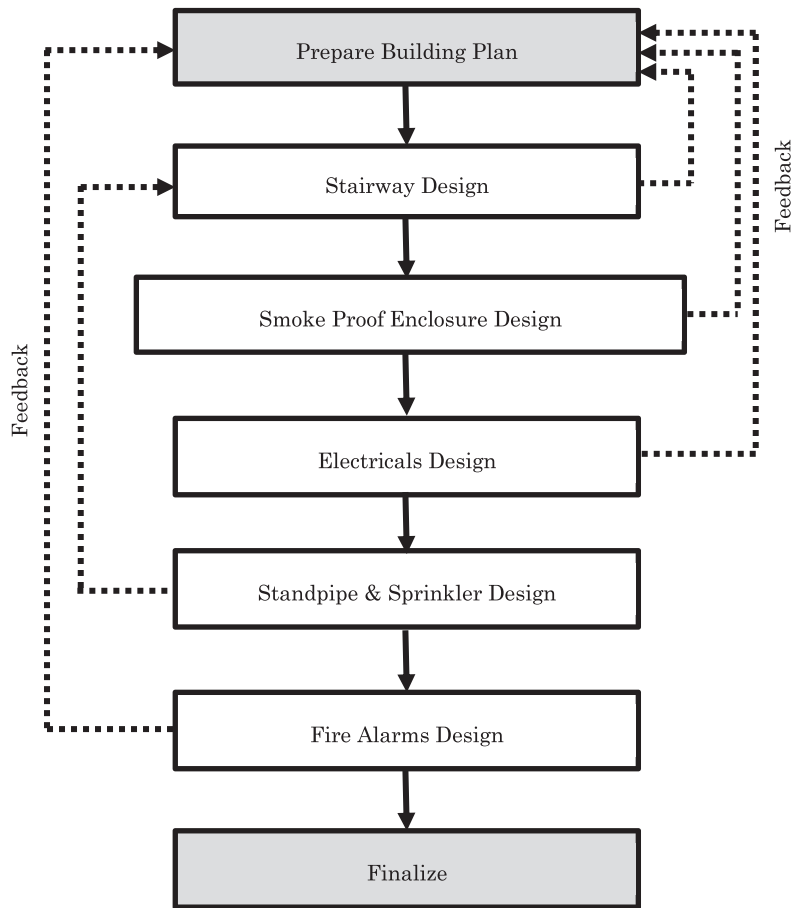 Prepare Building Plan
Stairway Design
Smoke Proof Enclosure Design
Electricals Design
Standpipe & Sprinkler Design
Fire Alarms Design
Finalize
Feedback
Feedback